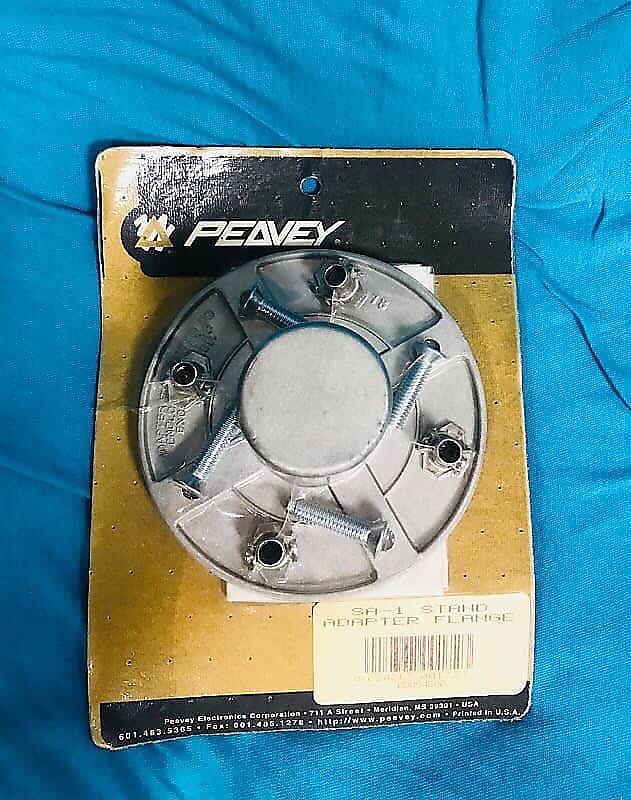 PEAVEY
ADAPTER
SA-1 STAND
ADAPTER FLANGE
Peavey Electronics Corporation • 711 A Street • Meridian, MS 39301 • USA
601.483.5365 • Fax: 601.486.1278 • http://www.peavey.com • Printed in U.S.A.